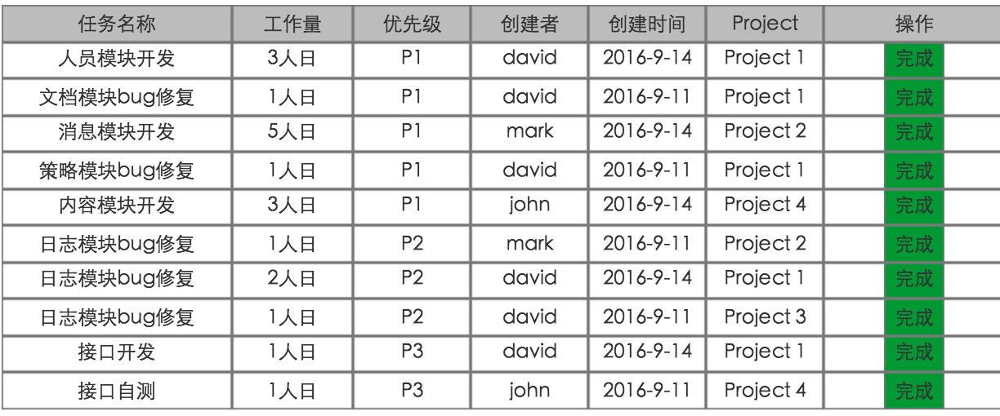 任务名称 工作量 优先级 创建者 创建时间 Project 操作
人员模块开发 3人日 P1 david 2016-9-14 Project 1 完成
文档模块bug修复 1人日 P1 david 2016-9-11 Project 1 完成
消息模块开发 5人日 P1 mark 2016-9-14 Project 2 完成
策略模块bug修复 1人日 P1 david 2016-9-11 Project 1 完成
内容模块开发 3人日 P1 john 2016-9-14 Project 4 完成
日志模块bug修复 1人日 P2 mark 2016-9-11 Project 2 完成
日志模块bug修复 2人日 P2 david 2016-9-14 Project 1 完成
日志模块bug修复 1人日 P2 david 2016-9-11 Project 3 完成
接口开发 1人日 P3 david 2016-9-14 Project 1 完成
接口自测 1人日 P3 john 2016-9-11 Project 4 完成